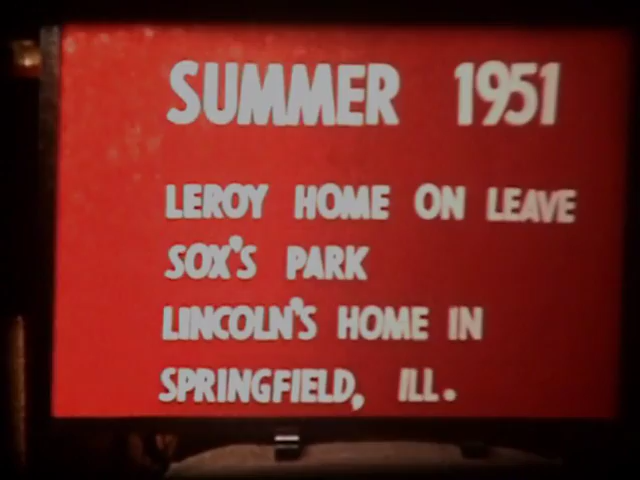 SUMMER 1951
LEROY HOME ON LEAVE
SOX'S PARK
LINCOLN'S HOME IN
SPRINGFIELD, ILL.